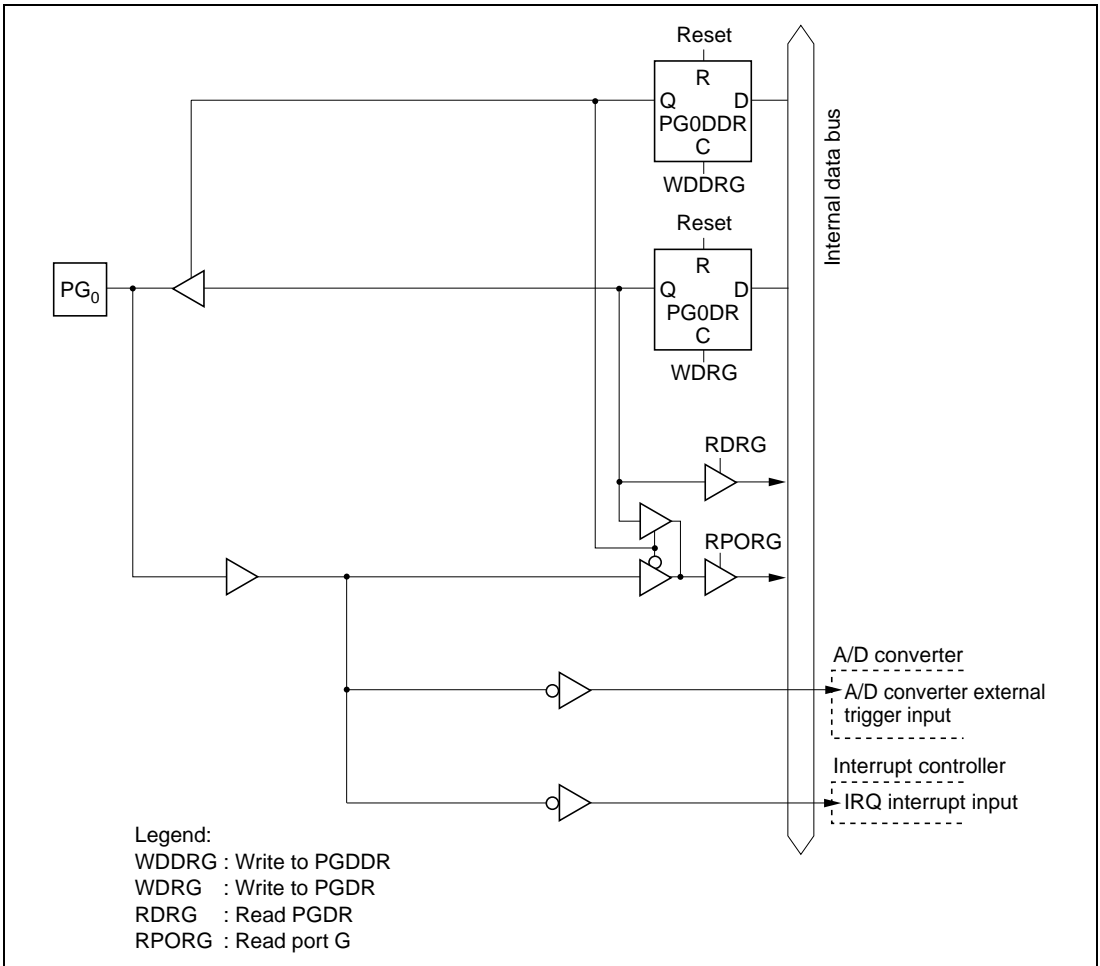 Reset
R
Q D
PG0DDR
C
WDDRG
Internal data bus
Reset
R
PG0
Q D
PG0DR
C
WDRG
RDRG
RPORG
A/D converter
A/D converter external
trigger input
Interrupt controller
IRQ interrupt input
Legend:
WDDRG : Write to PGDDR
WDRG : Write to PGDR
RDRG : Read PGDR
RPORG : Read port G